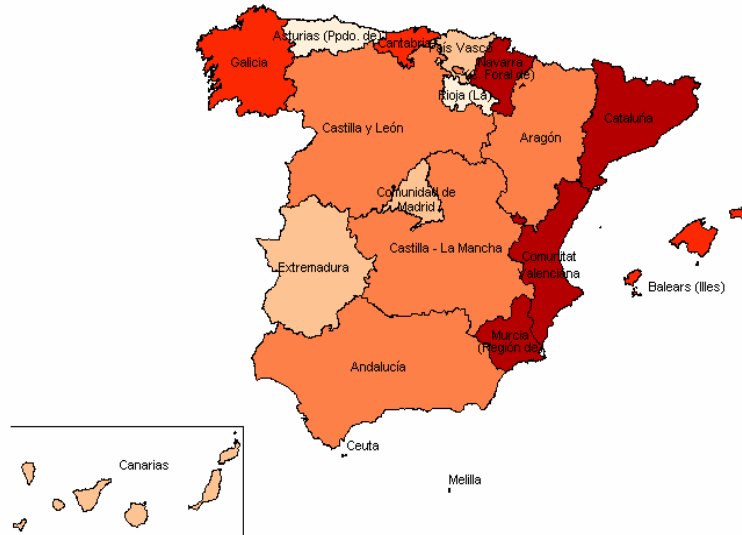 Asturias (Ppdo. de)
Cantabria
País Vasco
Galicia
Navarra
(C. Foral de)
Rioja (La)
Cataluña
Castilla y León
Aragón
Comunidad de
Madrid
Castilla - La Mancha
Comunitat
Valenciana
Extremadura
Balears (Illes)
Murcia
(Región de)
Andalucía
Ceuta
Canarias
Melilla